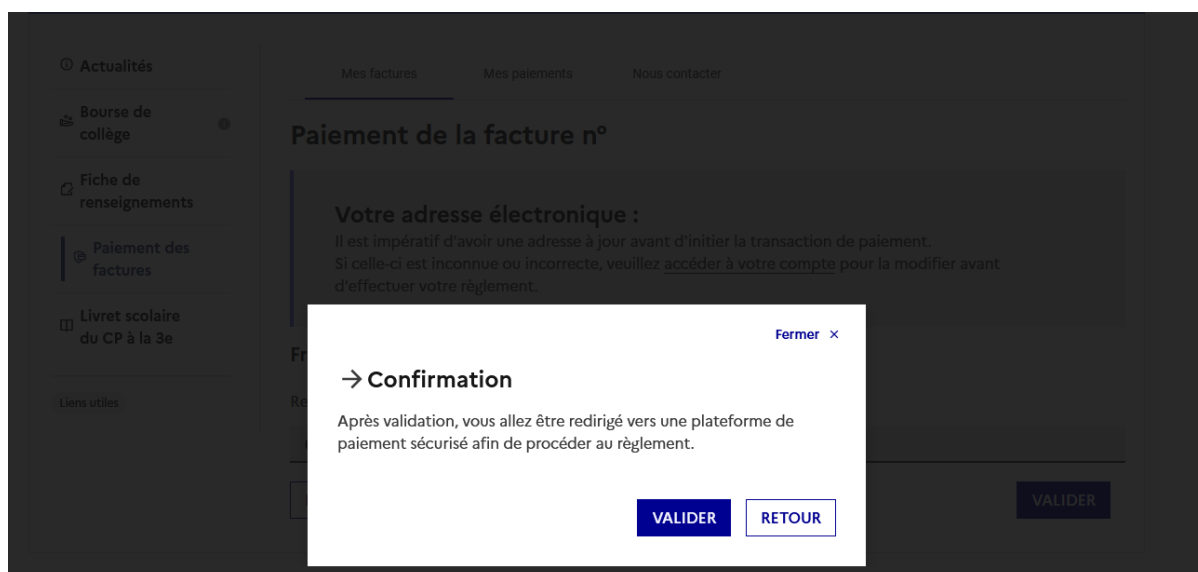 Actualités
Bourse de
collège
Fiche de
renseignements
Paiement des
factures
Livret scolaire
du CP à la 3e
Liens utiles
Mes factures Mes paiements Nous contacter
Paiement de la facture n°
Votre adresse électronique :
Il est impératif d'avoir une adresse à jour avant d'initier la transaction de paiement.
Si celle-ci est inconnue ou incorrecte, veuillez accéder à votre compte pour la modifier avant
d'effectuer votre règlement.
Fermer ×
→ Confirmation
Après validation, vous allez être redirigé vers une plateforme de
paiement sécurisé afin de procéder au règlement.
VALIDER RETOUR
VALIDER